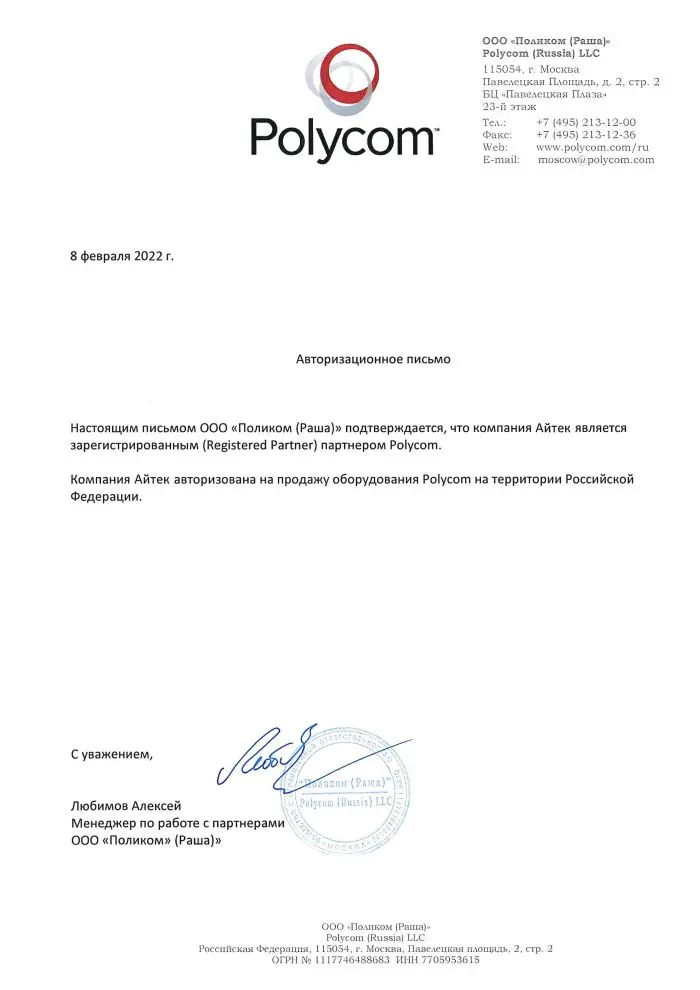 Polycom™
ООО «Поликом (Раша)»
Polycom (Russia) LLC
115054, г. Москва
Павелецкая Площадь, д. 2, стр. 2
БЦ «Павелецкая Плаза»
23-й этаж
Тел.: +7 (495) 213-12-00
Факс: +7 (495) 213-12-36
Web: www.polycom.com/ru
E-mail: moscow@polycom.com
8 февраля 2022 г.
Авторизационное письмо
Настоящим письмом ООО «Поликом (Раша)» подтверждается, что компания Айтек является
зарегистрированным (Registered Partner) партнером Polycom.
Компания Айтек авторизована на продажу оборудования Polycom на территории Российской
Федерации.
С уважением,
"Поликом (Раша)"
Polycom (Russia) LLC
МОСКВА
Любимов Алексей
Менеджер по работе с партнерами
ООО «Поликом» (Раша)»
ООО «Поликом (Раша)»
Polycom (Russia) LLC
Российская Федерация, 115054, г. Москва, Павелецкая площадь, 2, стр. 2
ОГРН № 1117746488683 ИНН 7705953615